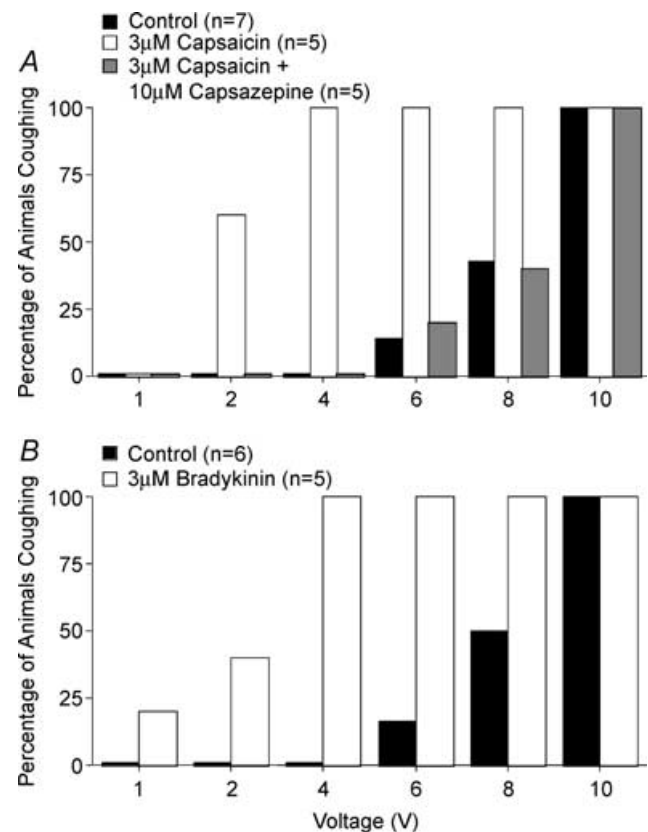 Control (n=7)
3μM Capsaicin (n=5)
A
3μM Capsaicin +
10μM Capsazepine (n=5)
Percentage of Animals Coughing
100
75
50
25
0
1 2 4 6 8 10
B
Control (n=6)
3μM Bradykinin (n=5)
Percentage of Animals Coughing
100
75
50
25
0
1 2 4 6 8 10
Voltage (V)